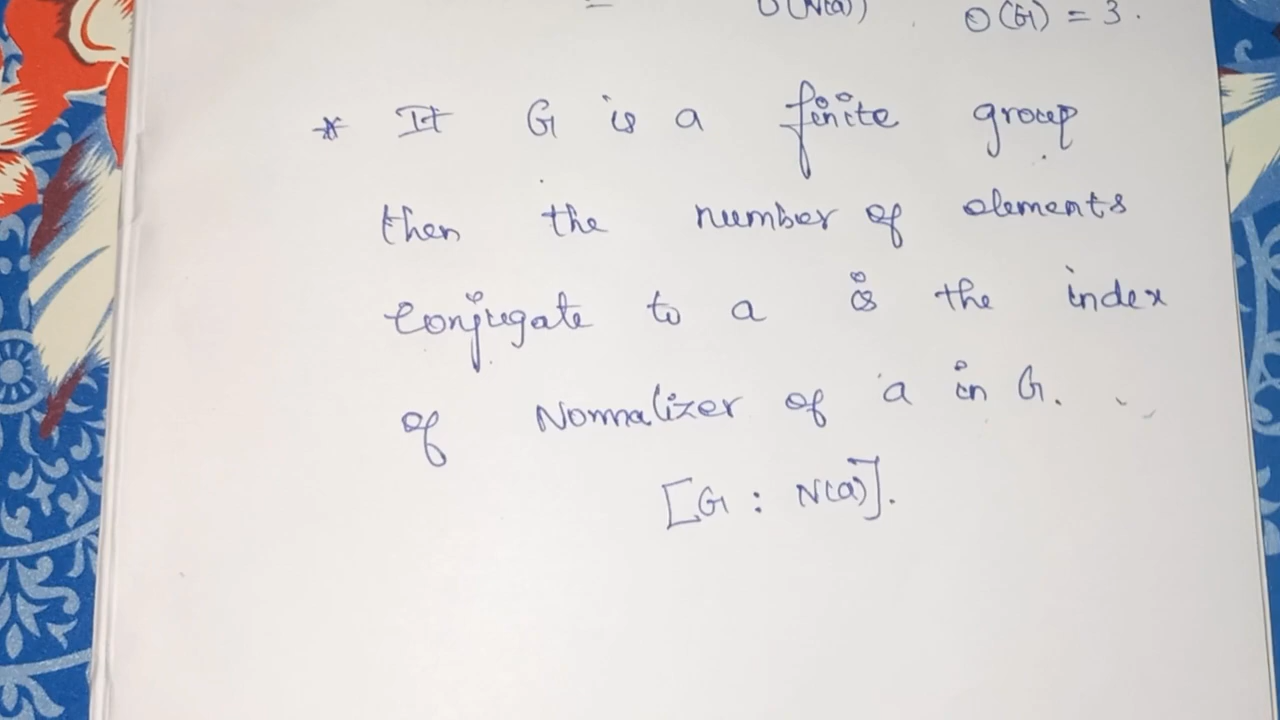 = O(N(a)) O(G) = 3.
* If G is a finite group
then the number of elements
conjugate to a is the index
of Normalizer of a in G.
[G : N(a)].